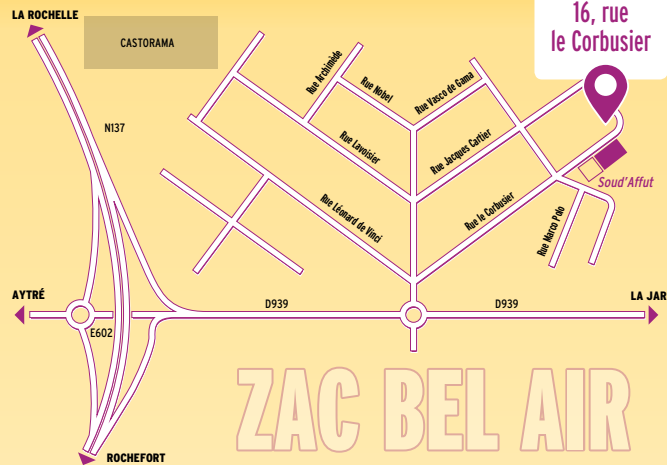 LA ROCHELLE
CASTORAMA
16, rue
le Corbusier
N137
Rue Archimède
Rue Nobel
Rue Vasco de Gama
Rue Lavoisier
Rue Jacques Cartier
Soud'Affut
Rue Léonard de Vinci
Rue le Corbusier
Rue Marco Polo
AYTRÉ
D939
D939
LA JAR
E602
ZAC BEL AIR
ROCHEFORT